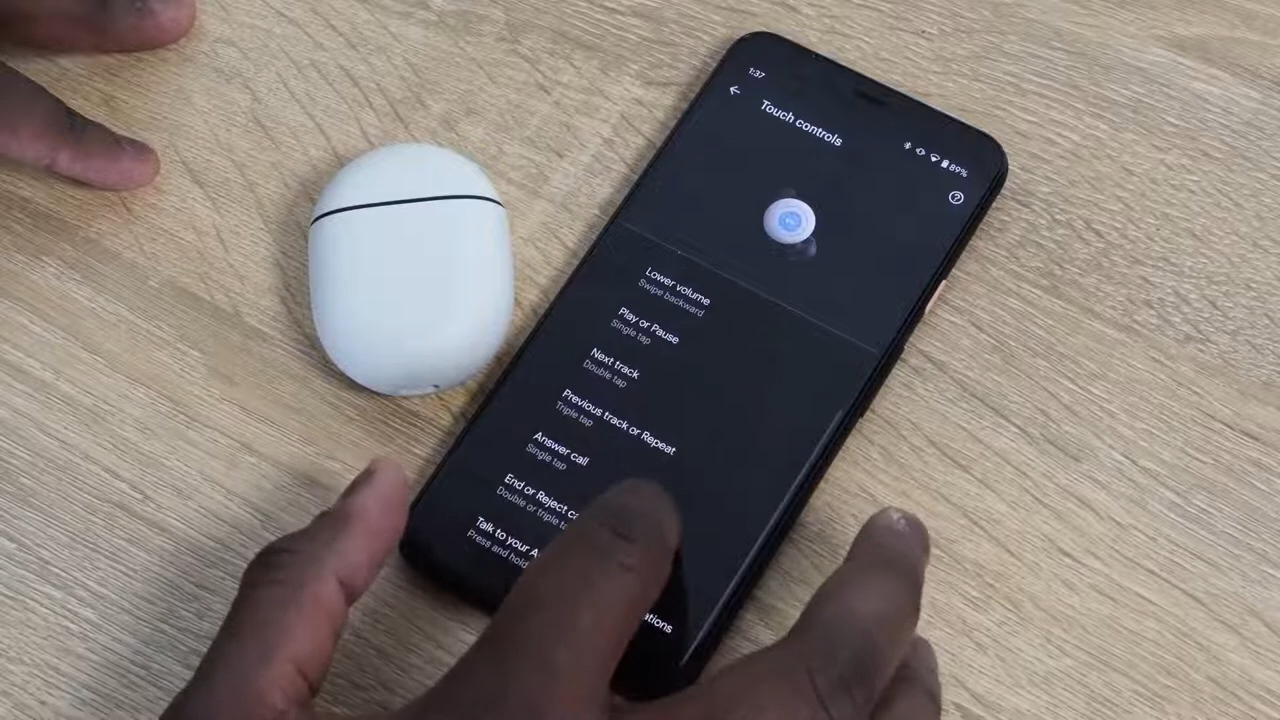 1:37
89%
Touch controls
Lower volume
Swipe backward
Play or Pause
Single tap
Next track
Double tap
Previous track or Repeat
Triple tap
Answer call
Single tap
End or Reject
Double or triple
Talk to your
Press and hold